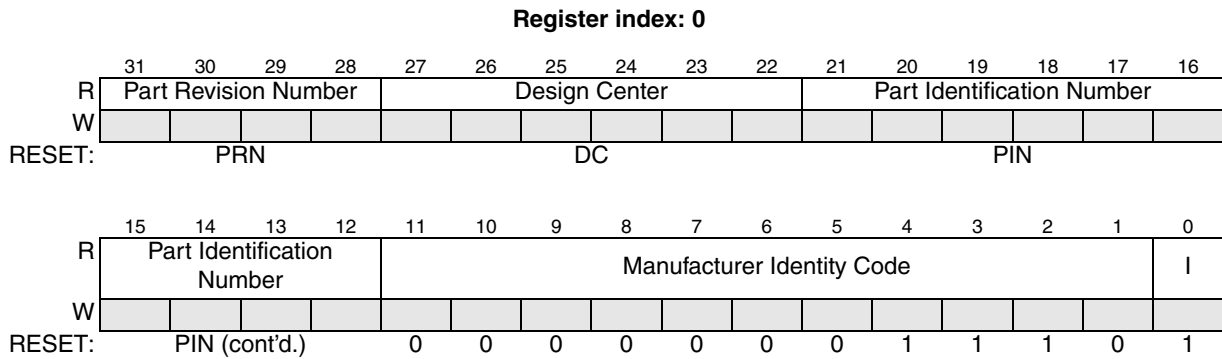 Register index: 0
31 30 29 28 27 26 25 24 23 22 21 20 19 18 17 16
R Part Revision Number Design Center Part Identification Number
W
RESET: PRN DC PIN
15 14 13 12 11 10 9 8 7 6 5 4 3 2 1 0
R Part Identification Number Manufacturer Identity Code I
W
RESET: PIN (cont'd.) 0 0 0 0 0 0 0 1 1 1 0 1